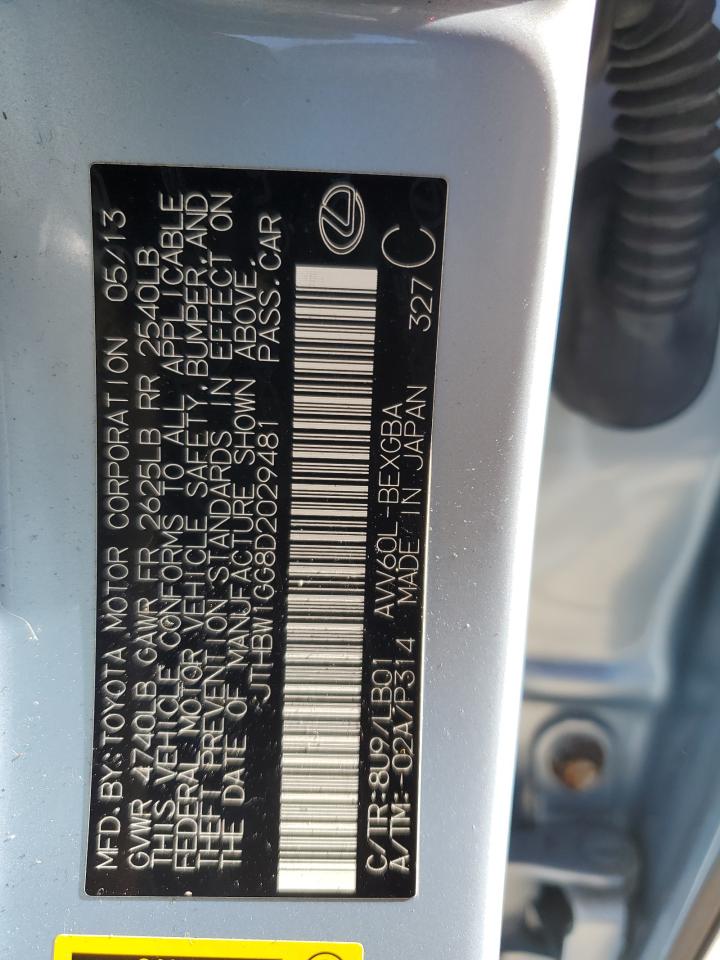 MFD.BY:TOYOTA MOTOR CORPORATION 05/13
GVWR 4740LB GAWR FR 2625LB RR 2540LB
THIS VEHICLE CONFORMS TO ALL APPLICABLE
FEDERAL MOTOR VEHICLE SAFETY,BUMPER,AND
THEFT PREVENTION STANDARDS IN EFFECT ON
THE DATE OF MANUFACTURE SHOWN ABOVE.
JTHBW1GG8D2029481 PASS.CAR
C/TR:8U9/LB01 AVV60L-BEXGBA
A/TM:-02A/P314 MADE IN JAPAN 327 C